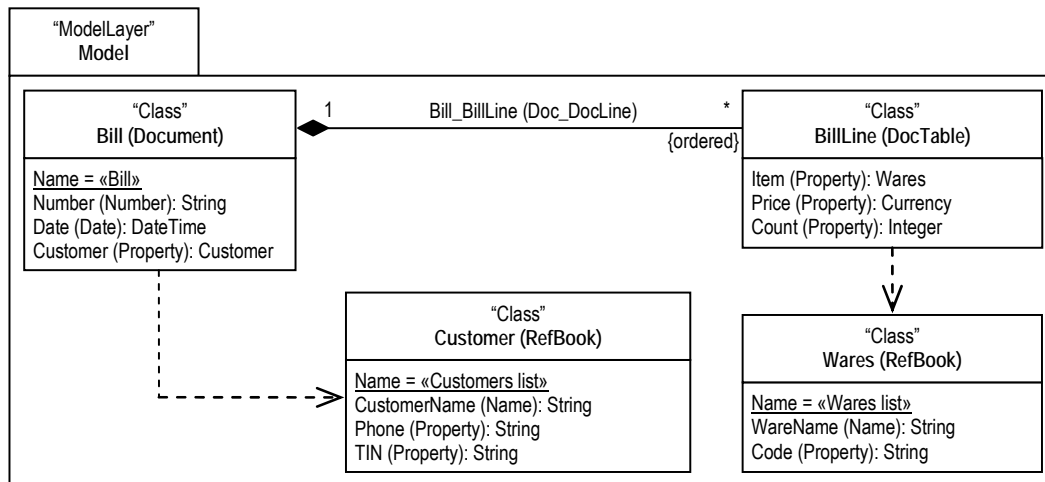 “ModelLayer”
Model
“Class”
Bill (Document)
Name = «Bill»
Number (Number): String
Date (Date): DateTime
Customer (Property): Customer
1
Bill_BillLine (Doc_DocLine)
*
{ordered}
“Class”
BillLine (DocTable)
Item (Property): Wares
Price (Property): Currency
Count (Property): Integer
“Class”
Customer (RefBook)
Name = «Customers list»
CustomerName (Name): String
Phone (Property): String
TIN (Property): String
“Class”
Wares (RefBook)
Name = «Wares list»
WareName (Name): String
Code (Property): String